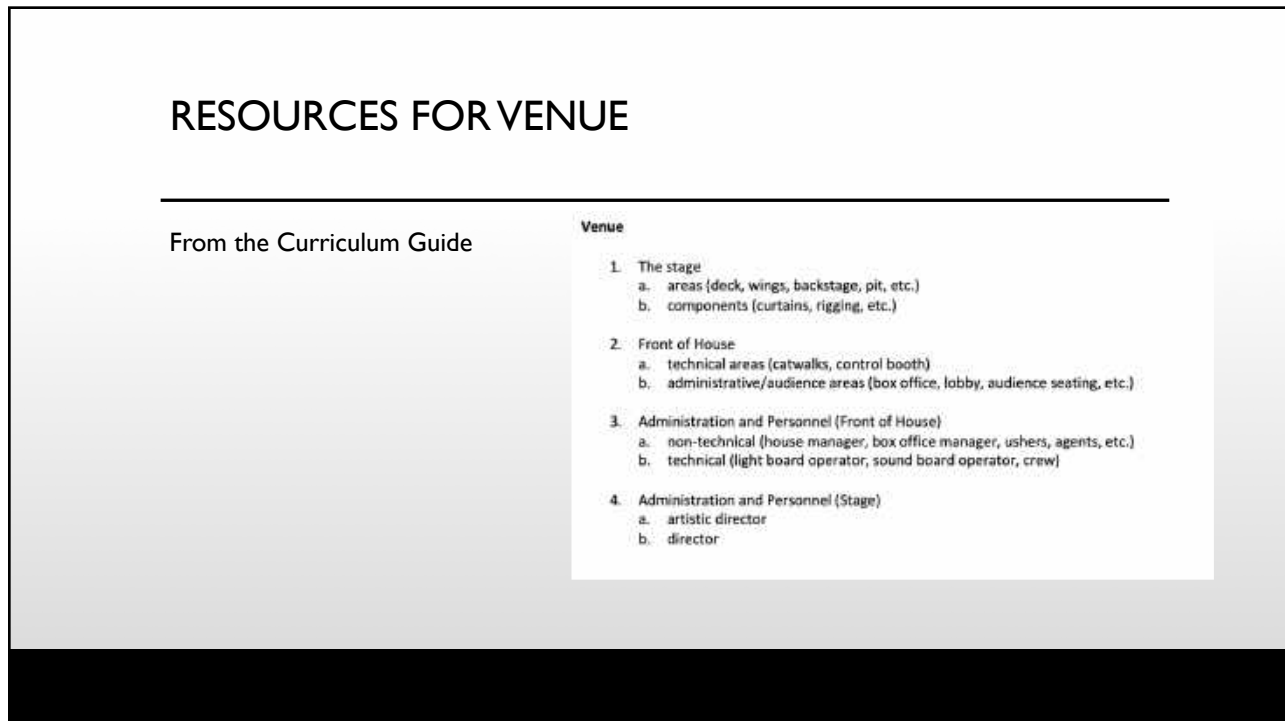 RESOURCES FOR VENUE
From the Curriculum Guide
Venue
1. The stage
a. areas (deck, wings, backstage, pit, etc.)
b. components (curtains, rigging, etc.)
2. Front of House
a. technical areas (catwalks, control booth)
b. administrative/audience areas (box office, lobby, audience seating, etc.)
3. Administration and Personnel (Front of House)
a. non-technical (house manager, box office manager, ushers, agents, etc.)
b. technical (light board operator, sound board operator, crew)
4. Administration and Personnel (Stage)
a. artistic director
b. director